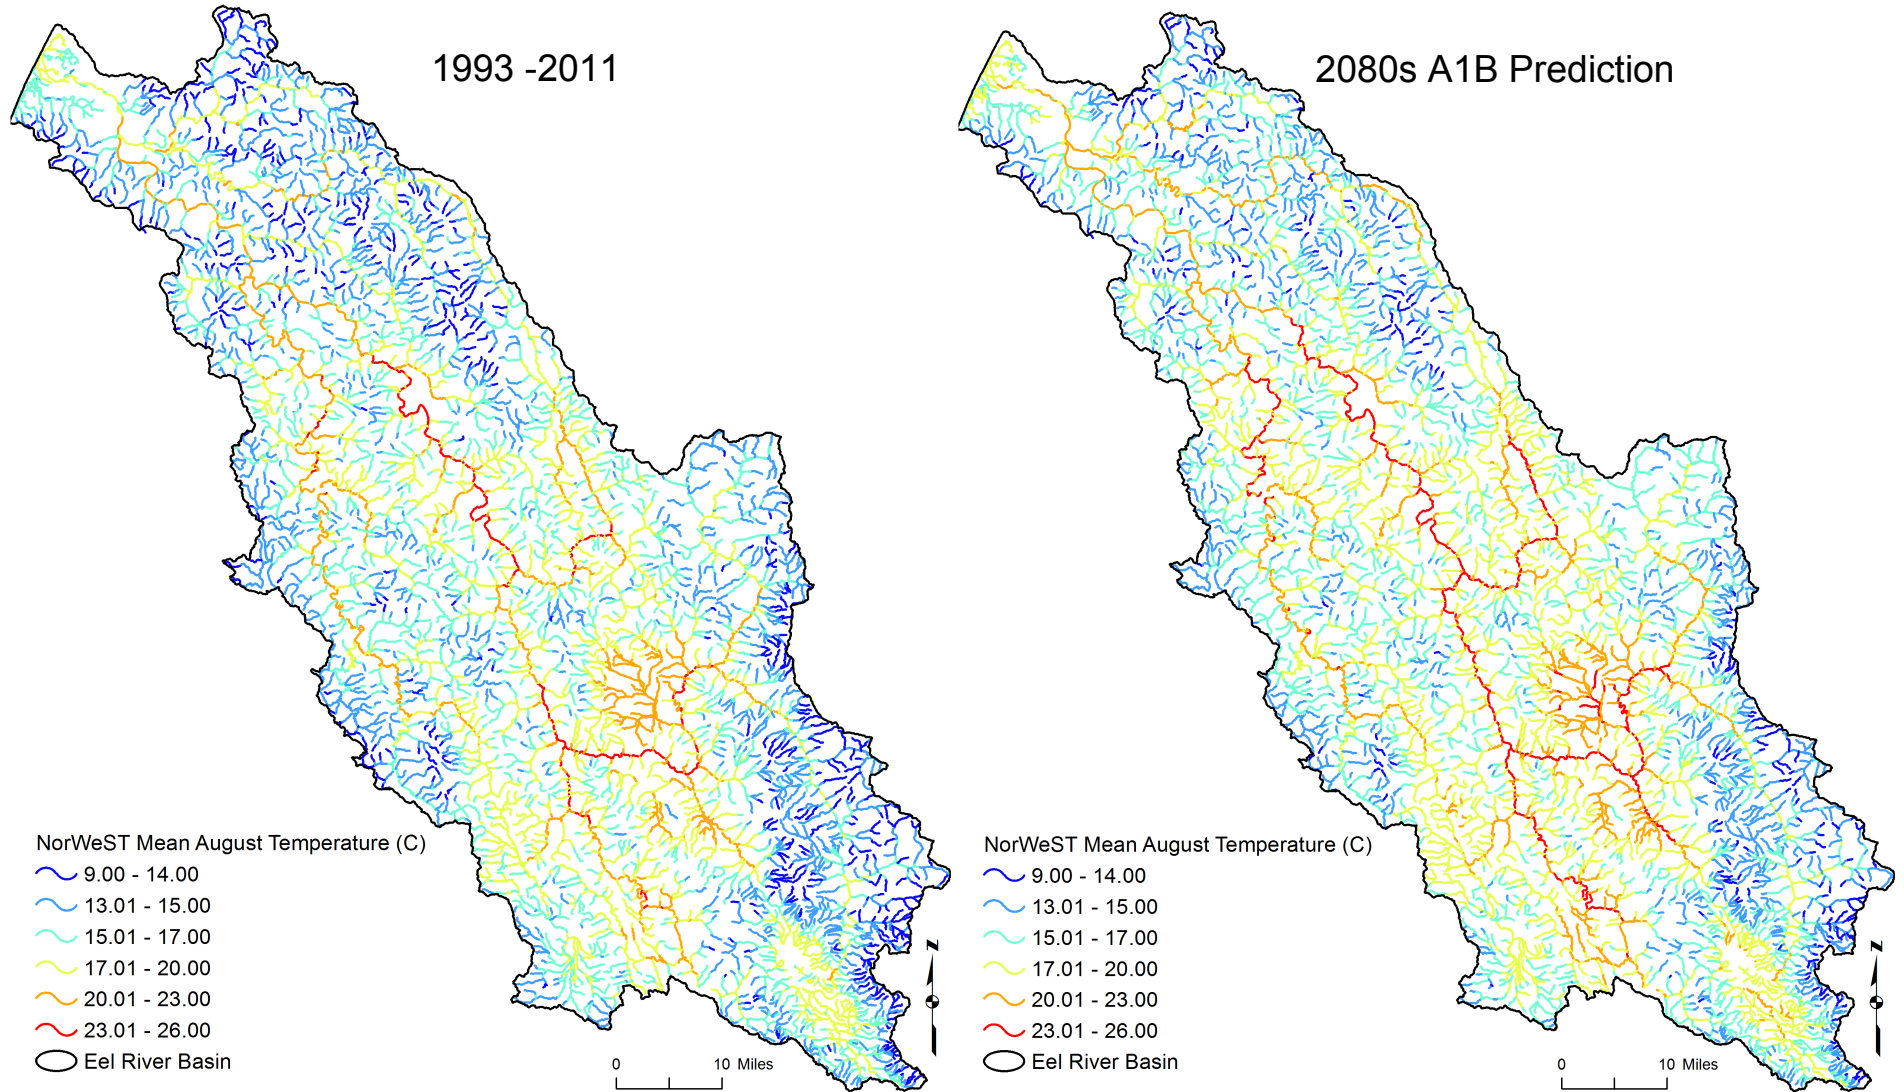 1993 -2011
NorWeST Mean August Temperature (C)
9.00 - 14.00
13.01 - 15.00
15.01 - 17.00
17.01 - 20.00
20.01 - 23.00
23.01 - 26.00
Eel River Basin
0 10 Miles
N
2080s A1B Prediction
NorWeST Mean August Temperature (C)
9.00 - 14.00
13.01 - 15.00
15.01 - 17.00
17.01 - 20.00
20.01 - 23.00
23.01 - 26.00
Eel River Basin
0 10 Miles
N